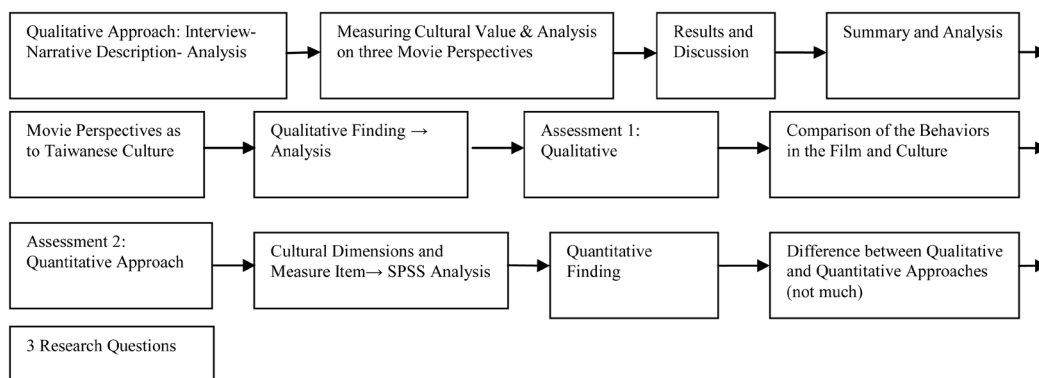 Qualitative Approach: Interview-
Narrative Description- Analysis
Measuring Cultural Value & Analysis
on three Movie Perspectives
Results and
Discussion
Summary and Analysis
Movie Perspectives as
to Taiwanese Culture
Qualitative Finding →
Analysis
Assessment 1:
Qualitative
Comparison of the Behaviors
in the Film and Culture
Assessment 2:
Quantitative Approach
Cultural Dimensions and
Measure Item→ SPSS Analysis
Quantitative
Finding
Difference between Qualitative
and Quantitative Approaches
(not much)
3 Research Questions